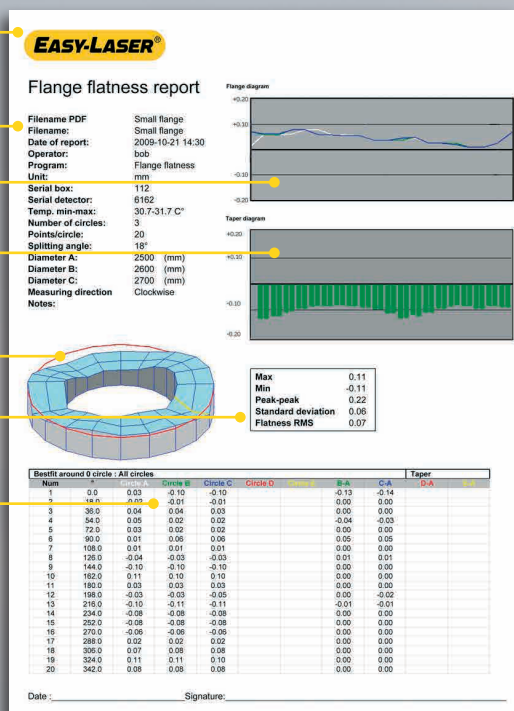 EASY-LASER®
Flange flatness report
Filename PDF Small flange
Filename: Small flange
Date of report: 2009-10-21 14:30
Operator: bob
Program: Flange flatness
Unit: mm
Serial box: 112
Serial detector: 6162
Temp. min-max: 30.7-31.7 C°
Number of circles: 3
Points/circle: 20
Splitting angle: 18°
Diameter A: 2500 (mm)
Diameter B: 2600 (mm)
Diameter C: 2700 (mm)
Measuring direction Clockwise
Notes:
Flange diagram
+0.20
+0.10
-0.10
-0.20
Taper diagram
+0.20
+0.10
-0.10
-0.20
Max 0.11
Min -0.11
Peak-peak 0.22
Standard deviation 0.06
Flatness RMS 0.07
Bestfit around 0 circle : All circles Taper
Num ° Circle A Circle B Circle C Circle D B-A C-A D-A
1 0.0 0.03 -0.10 -0.10 -0.13 -0.14
2 18.0 -0.02 -0.01 -0.01 0.00 0.00
3 36.0 0.04 0.04 0.03 0.00 0.00
4 54.0 0.05 0.02 0.02 -0.04 -0.03
5 72.0 0.03 0.02 0.02 0.00 0.00
6 90.0 0.01 0.06 0.06 0.05 0.05
7 108.0 0.01 0.01 0.01 0.00 0.00
8 126.0 -0.04 -0.03 -0.03 0.01 0.01
9 144.0 -0.10 -0.10 -0.10 0.00 0.00
10 162.0 0.11 0.10 0.10 0.00 0.00
11 180.0 0.03 0.03 0.03 0.00 0.00
12 198.0 -0.03 -0.03 -0.05 0.00 -0.02
13 216.0 -0.10 -0.11 -0.11 -0.01 -0.01
14 234.0 -0.08 -0.08 -0.08 0.00 0.00
15 252.0 -0.08 -0.08 -0.08 0.00 0.00
16 270.0 -0.06 -0.06 -0.06 0.00 0.00
17 288.0 0.02 0.02 0.02 0.00 0.00
18 306.0 0.07 0.08 0.08 0.00 0.00
19 324.0 0.11 0.11 0.10 0.00 0.00
20 342.0 0.08 0.08 0.08 0.00 0.00
Date : Signature: